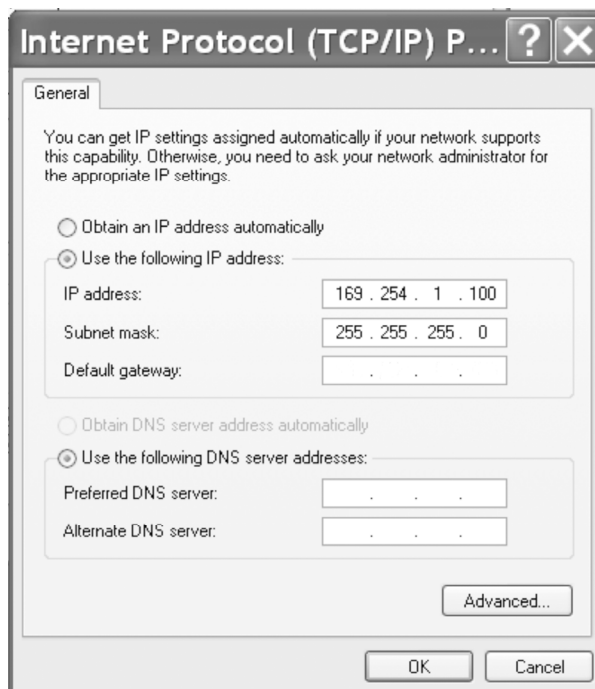 Internet Protocol (TCP/IP) P...
General
You can get IP settings assigned automatically if your network supports
this capability. Otherwise, you need to ask your network administrator for
the appropriate IP settings.
Obtain an IP address automatically
Use the following IP address:
IP address: 169 . 254 . 1 . 100
Subnet mask: 255 . 255 . 255 . 0
Default gateway: . . .
Obtain DNS server address automatically
Use the following DNS server addresses:
Preferred DNS server: . . .
Alternate DNS server: . . .
Advanced...
OK Cancel